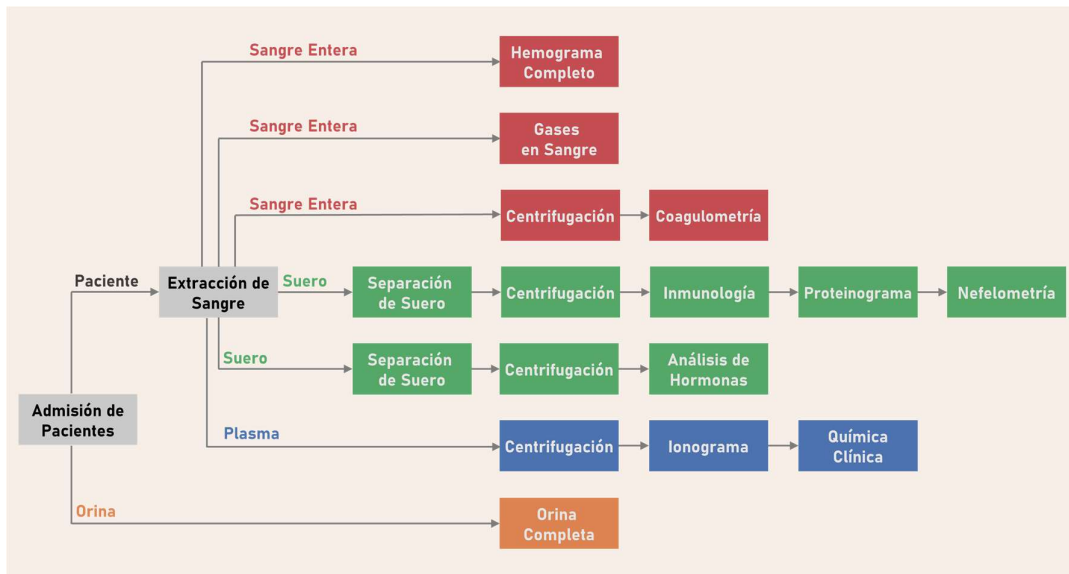 Sangre Entera
Hemograma
Completo
Sangre Entera
Gases
en Sangre
Sangre Entera
Centrifugación
Coagulometría
Paciente
Extracción de
Sangre
Suero
Separación
de Suero
Centrifugación
Inmunología
Proteinograma
Nefelometría
Suero
Separación
de Suero
Centrifugación
Análisis de
Hormonas
Admisión de
Pacientes
Plasma
Centrifugación
Ionograma
Química
Clínica
Orina
Orina
Completa